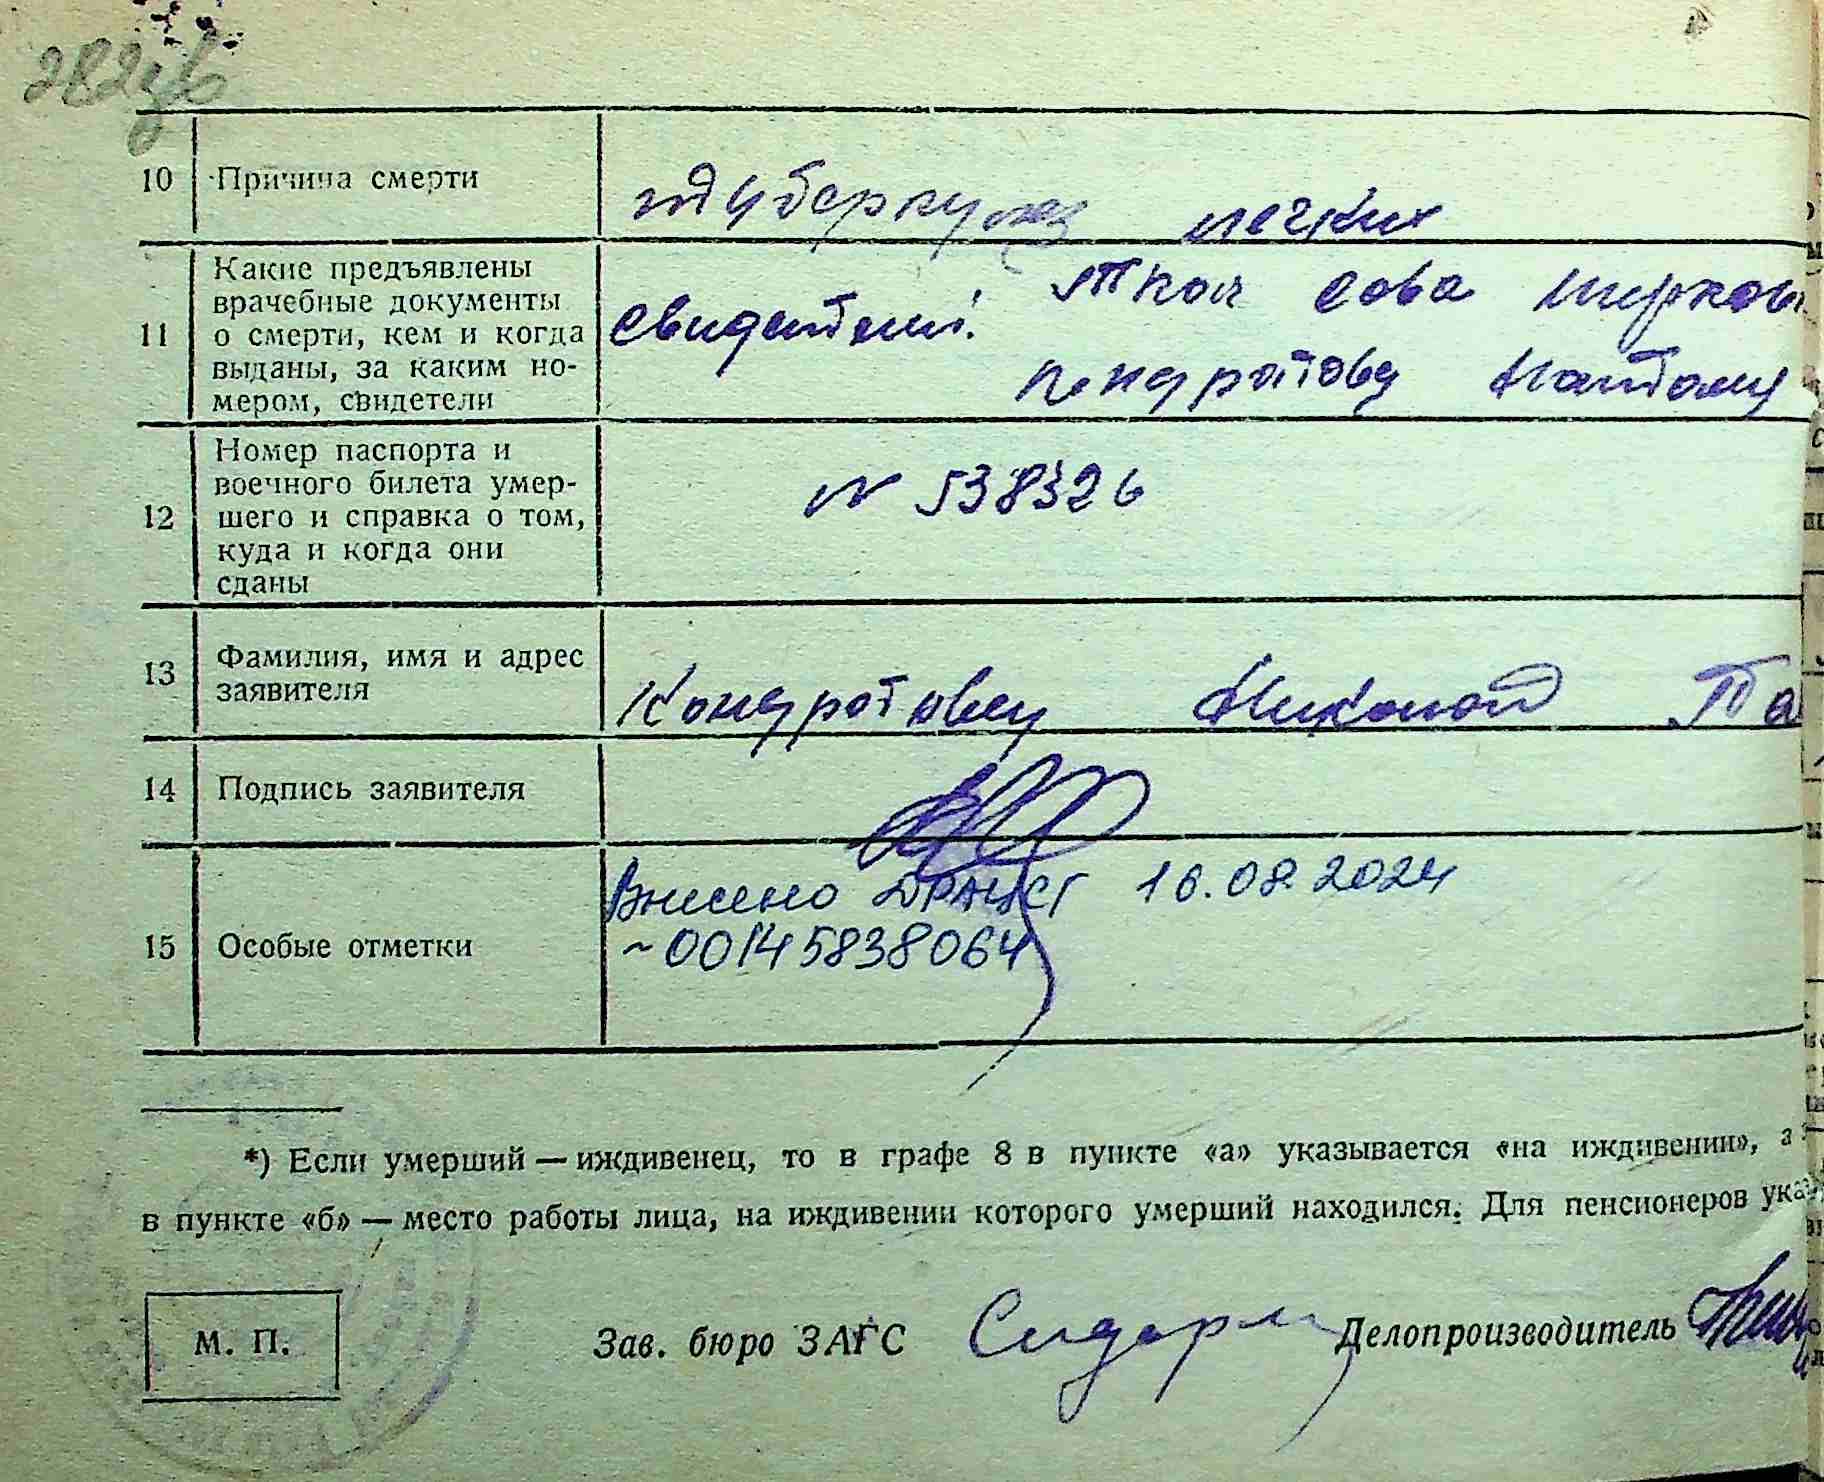 10 Причина смерти
туберкулез легких
11 Какие предъявлены
врачебные документы
о смерти, кем и когда
выданы, за каким но-
мером, свидетели
Свидетели:
Кондратовец
12 Номер паспорта и
военного билета умер-
шего и справка о том,
куда и когда они
сданы
N 538326
13 Фамилия, имя и адрес
заявителя
Кондратовец Николай
14 Подпись заявителя
15 Особые отметки
Внесено ДРАЦСГ 16.08.2024
~00145838064
*) Если умерший — иждивенец, то в графе 8 в пункте «а» указывается «на иждивении», а
в пункте «б» — место работы лица, на иждивении которого умерший находился. Для пенсионеров ука
М. П.
Зав. бюро ЗАГС
Делопроизводитель